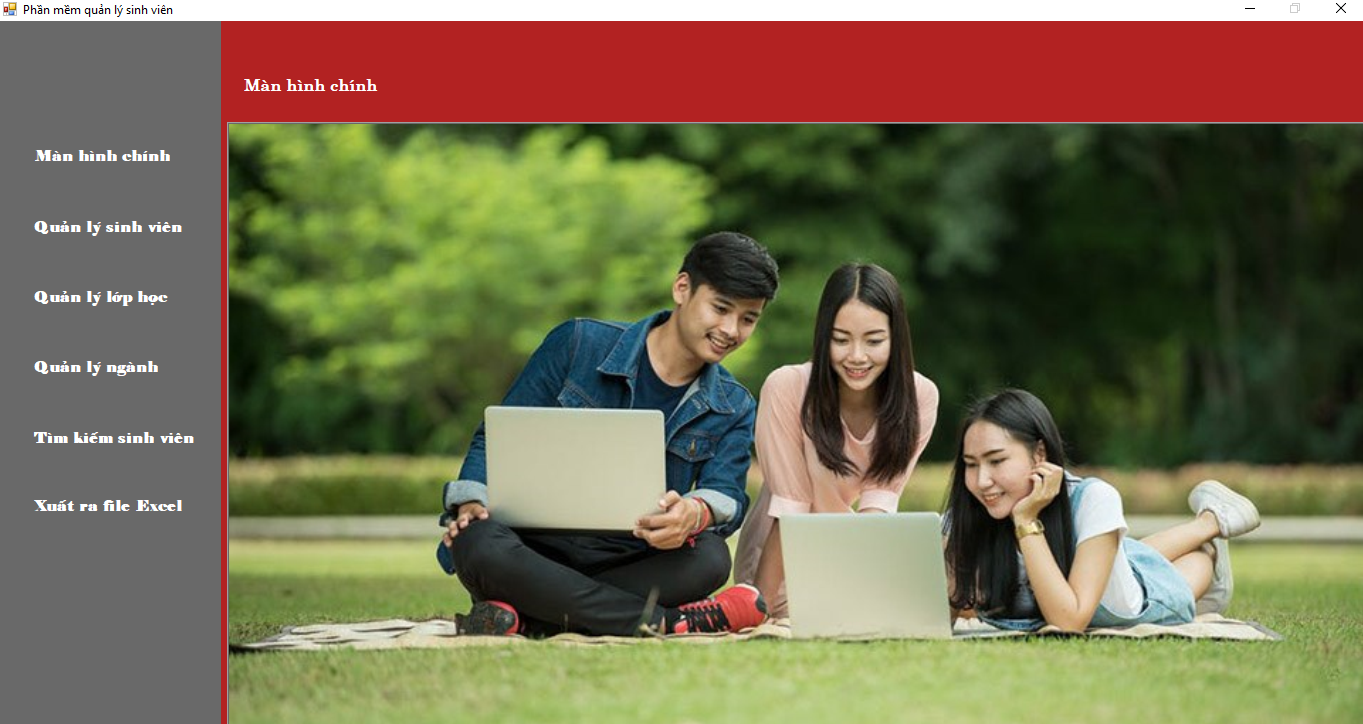 Phần mềm quản lý sinh viên
Màn hình chính
Màn hình chính
Quản lý sinh viên
Quản lý lớp học
Quản lý ngành
Tìm kiếm sinh viên
Xuất ra file Excel